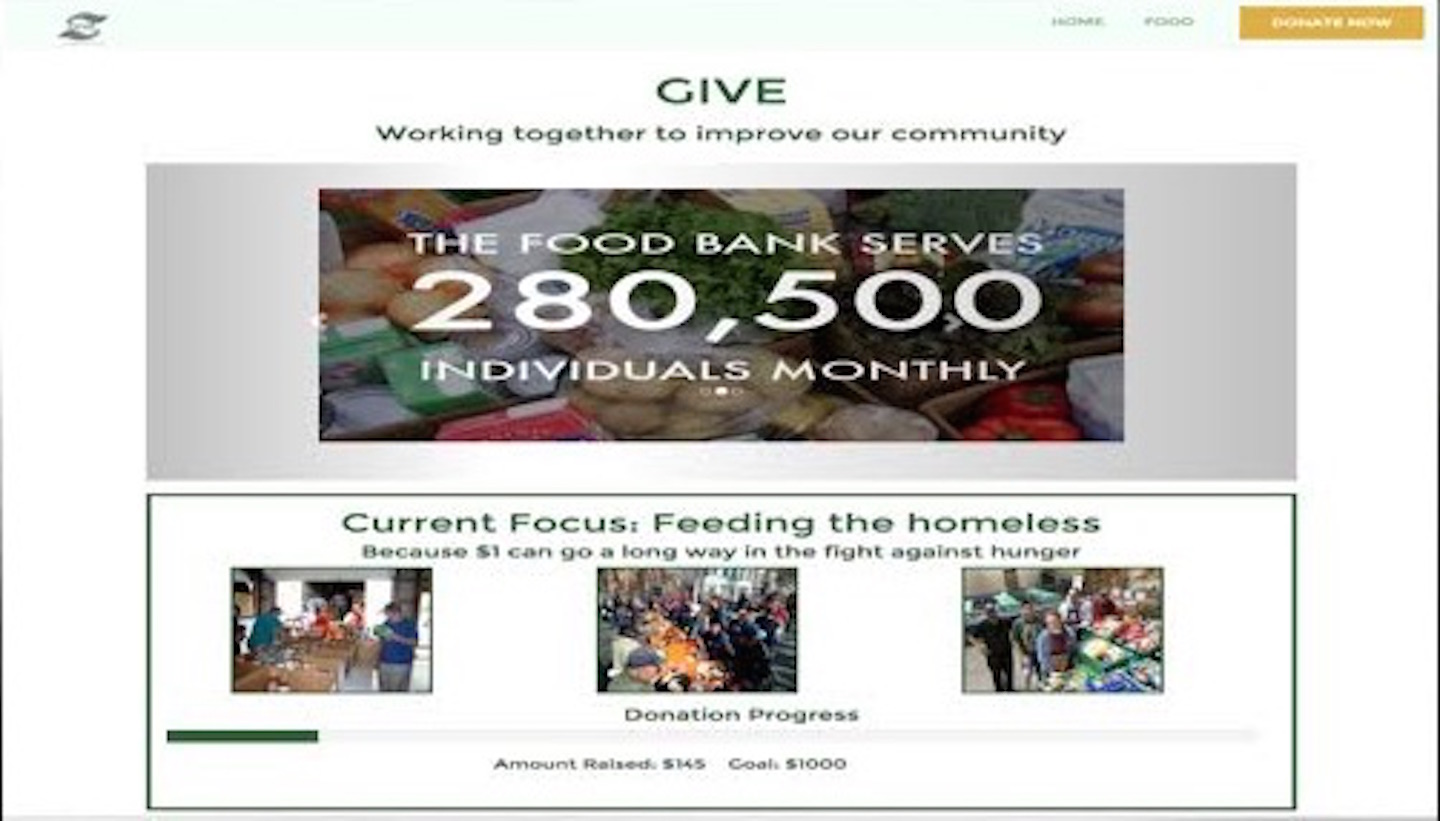 HOME FOOD DONATE NOW
GIVE
Working together to improve our community
THE FOOD BANK SERVES
280,500
INDIVIDUALS MONTHLY
Current Focus: Feeding the homeless
Because $1 can go a long way in the fight against hunger
Donation Progress
Amount Raised: $145 Goal: $1000